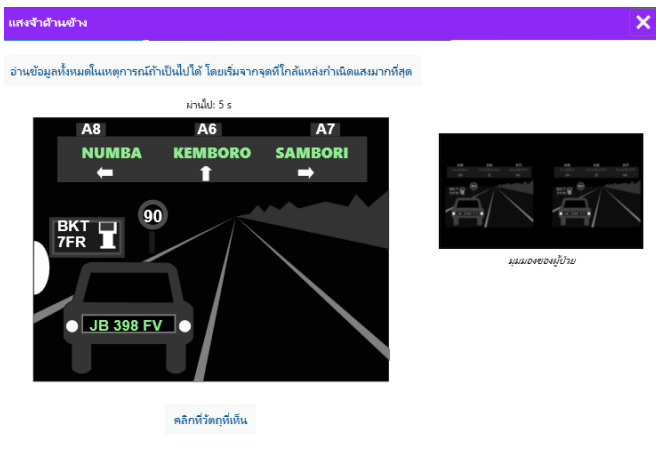 แสงจ้าด้านข้าง
อ่านข้อมูลทั้งหมดในเหตุการณ์ถ้าเป็นไปได้ โดยเริ่มจากจุดที่ใกล้แหล่งกำเนิดแสงมากที่สุด
ผ่านไป: 5 s
A8 A6 A7
NUMBA KEMBORO SAMBORI
90
BKT
7FR
JB 398 FV
มุมมองของผู้ป่วย
คลิกที่วัตถุที่เห็น